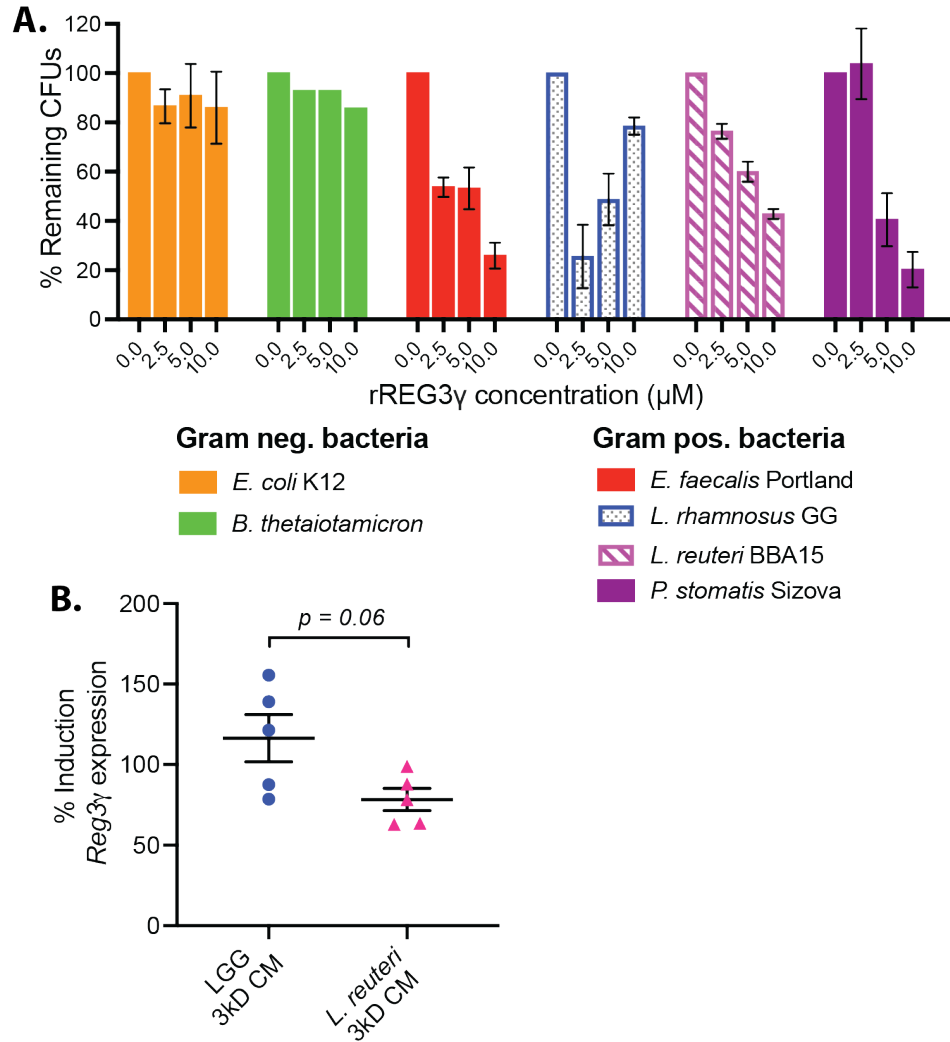 A.
120
100
80
60
40
20
0
% Remaining CFUs
0.0 2.5 5.0 10.0 0.0 2.5 5.0 10.0 0.0 2.5 5.0 10.0 0.0 2.5 5.0 10.0 0.0 2.5 5.0 10.0 0.0 2.5 5.0 10.0
rREG3γ concentration (µM)
Gram neg. bacteria
E. coli K12
B. thetaiotamicron
Gram pos. bacteria
E. faecalis Portland
L. rhamnosus GG
L. reuteri BBA15
P. stomatis Sizova
B.
200
150
100
50
0
% Induction
Reg3γ expression
p = 0.06
LGG
3kD CM
L. reuteri
3kD CM